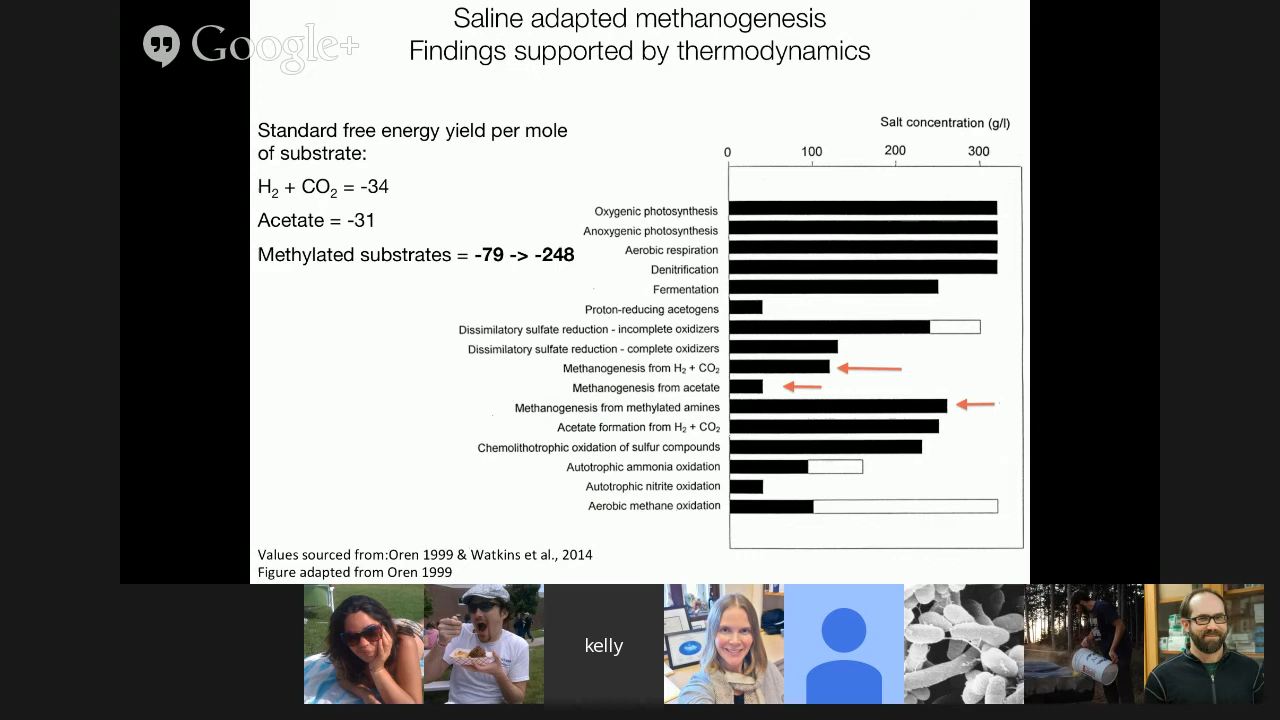 Saline adapted methanogenesis
Findings supported by thermodynamics
Google+
Standard free energy yield per mole
of substrate:
H₂ + CO₂ = -34
Acetate = -31
Methylated substrates = -79 -> -248
Salt concentration (g/l)
0 100 200 300
Oxygenic photosynthesis
Anoxygenic photosynthesis
Aerobic respiration
Denitrification
Fermentation
Proton-reducing acetogens
Dissimilatory sulfate reduction - incomplete oxidizers
Dissimilatory sulfate reduction - complete oxidizers
Methanogenesis from H₂ + CO₂
Methanogenesis from acetate
Methanogenesis from methylated amines
Acetate formation from H₂ + CO₂
Chemolithotrophic oxidation of sulfur compounds
Autotrophic ammonia oxidation
Autotrophic nitrite oxidation
Aerobic methane oxidation
Values sourced from:Oren 1999 & Watkins et al., 2014
Figure adapted from Oren 1999
kelly